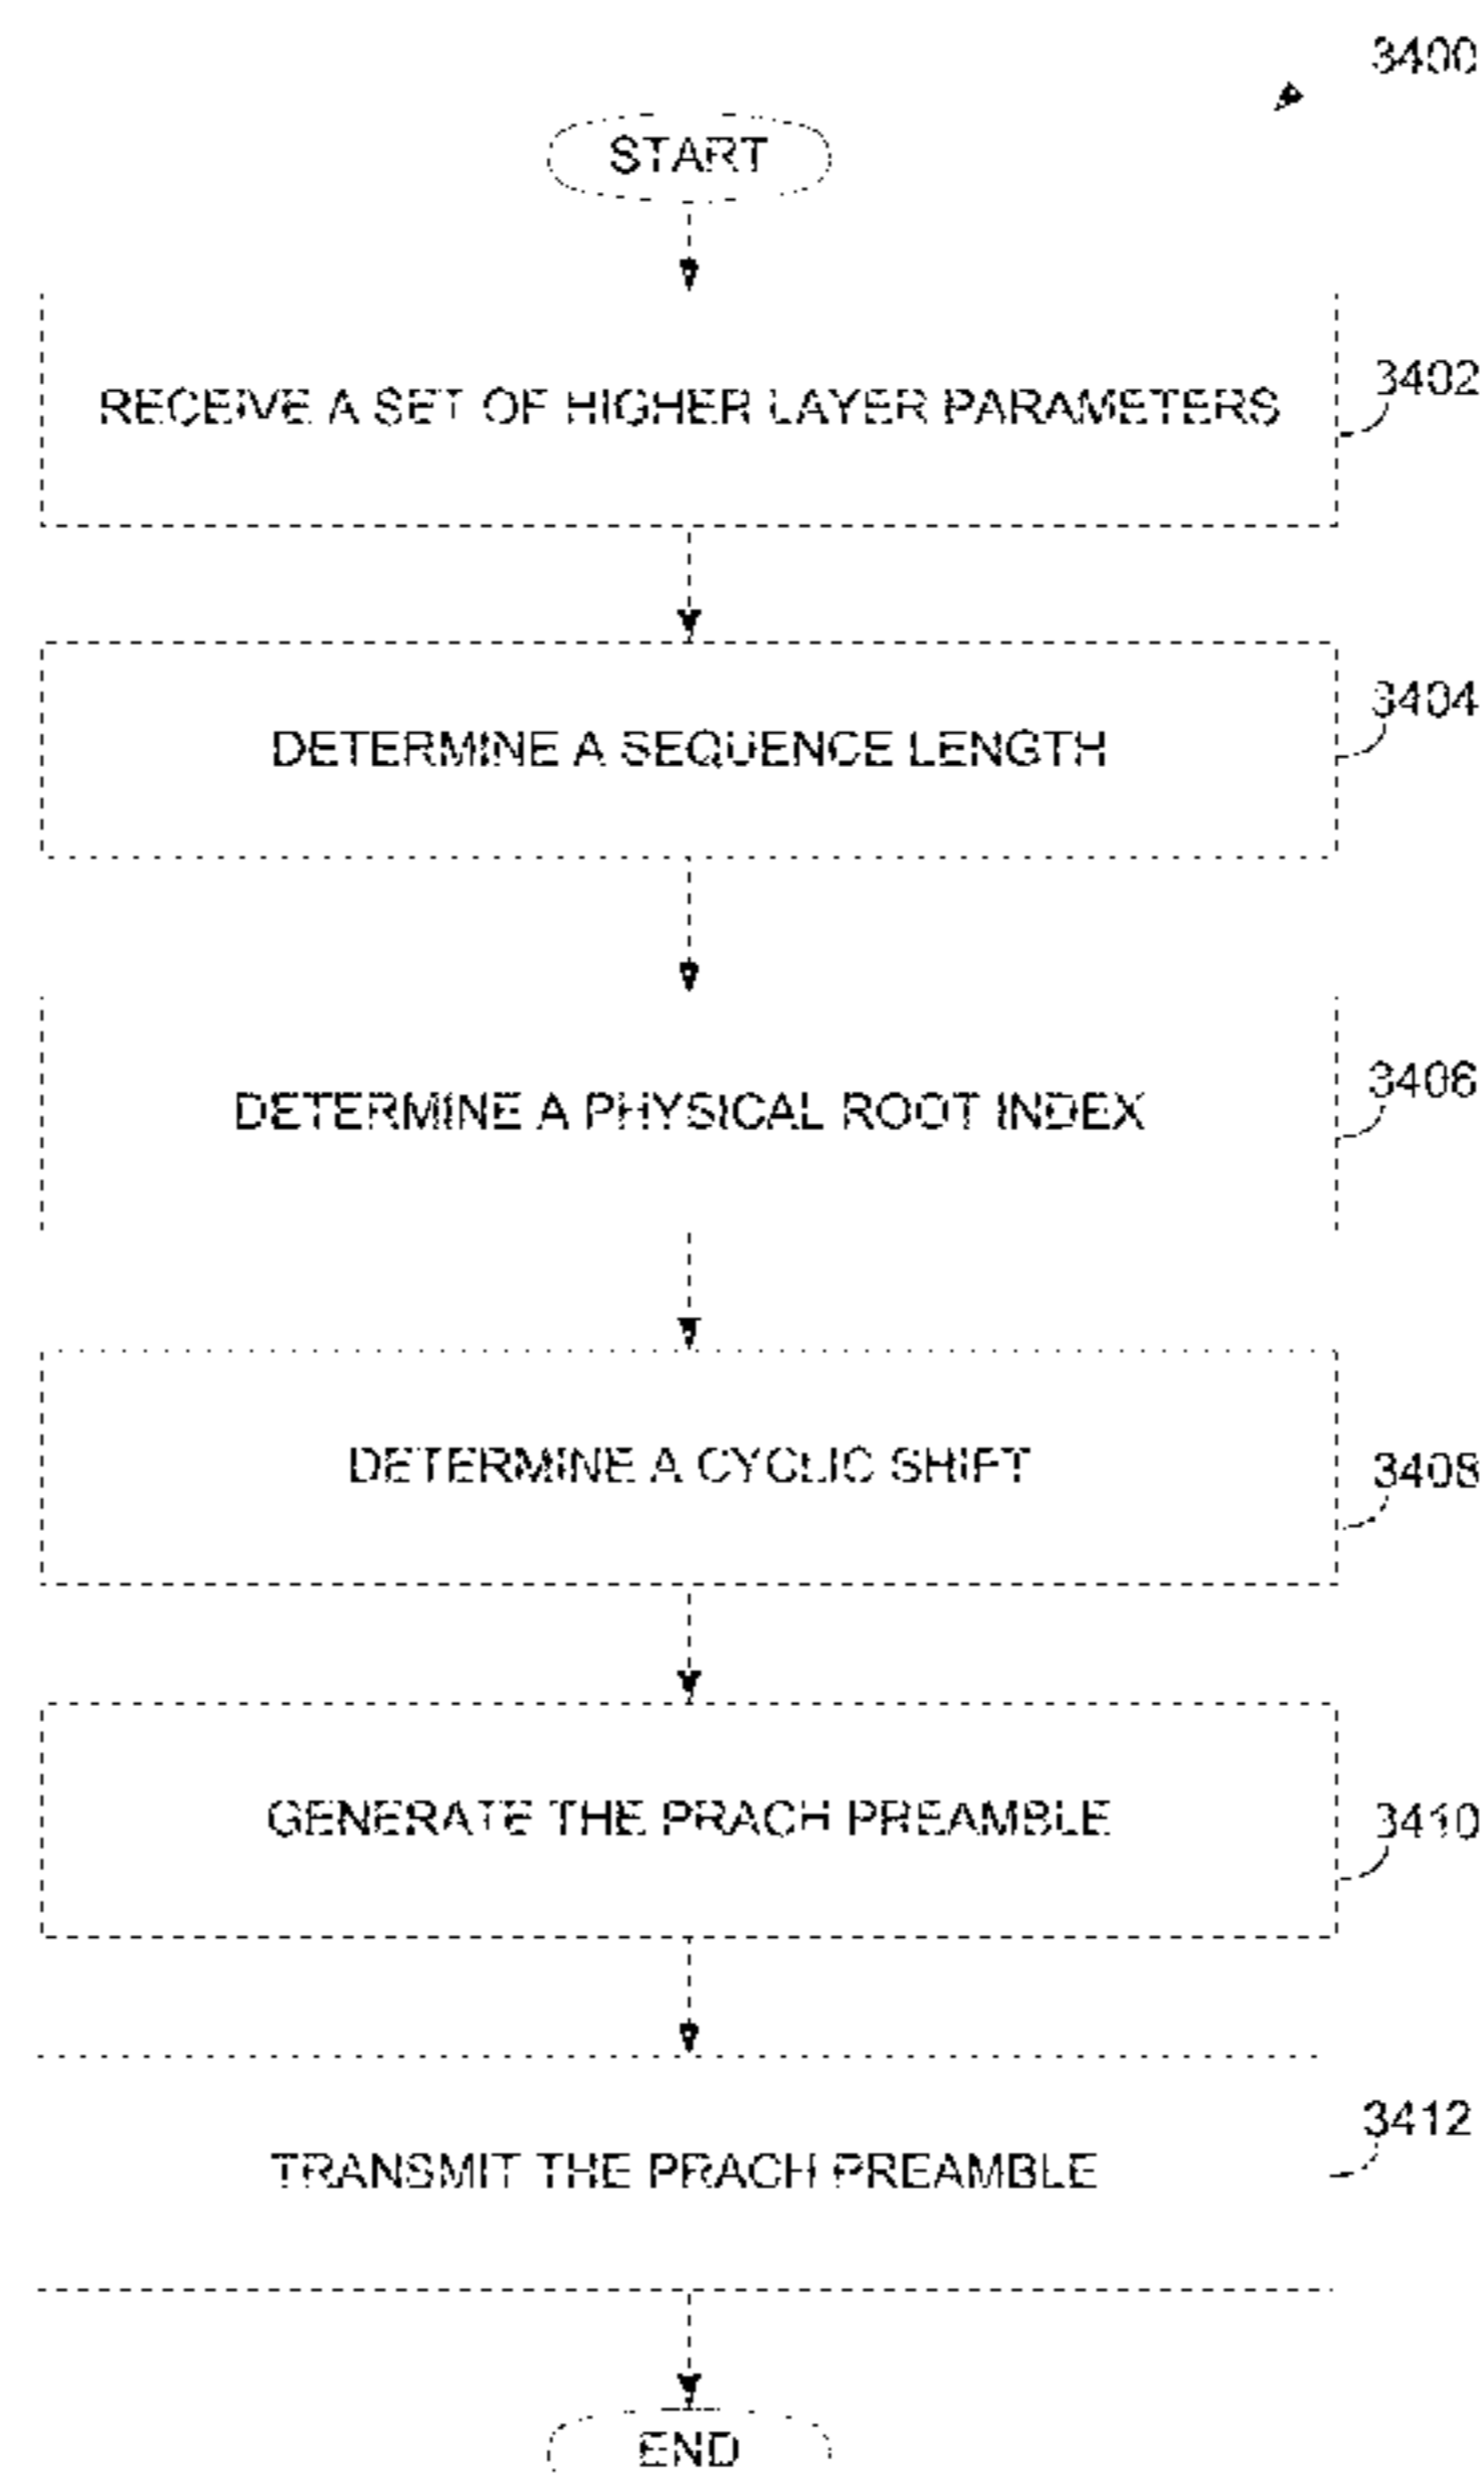 3400
START
RECEIVE A SET OF HIGHER LAYER PARAMETERS
3402
DETERMINE A SEQUENCE LENGTH
3404
DETERMINE A PHYSICAL ROOT INDEX
3406
DETERMINE A CYCLIC SHIFT
3408
GENERATE THE PRACH PREAMBLE
3410
TRANSMIT THE PRACH PREAMBLE
3412
END